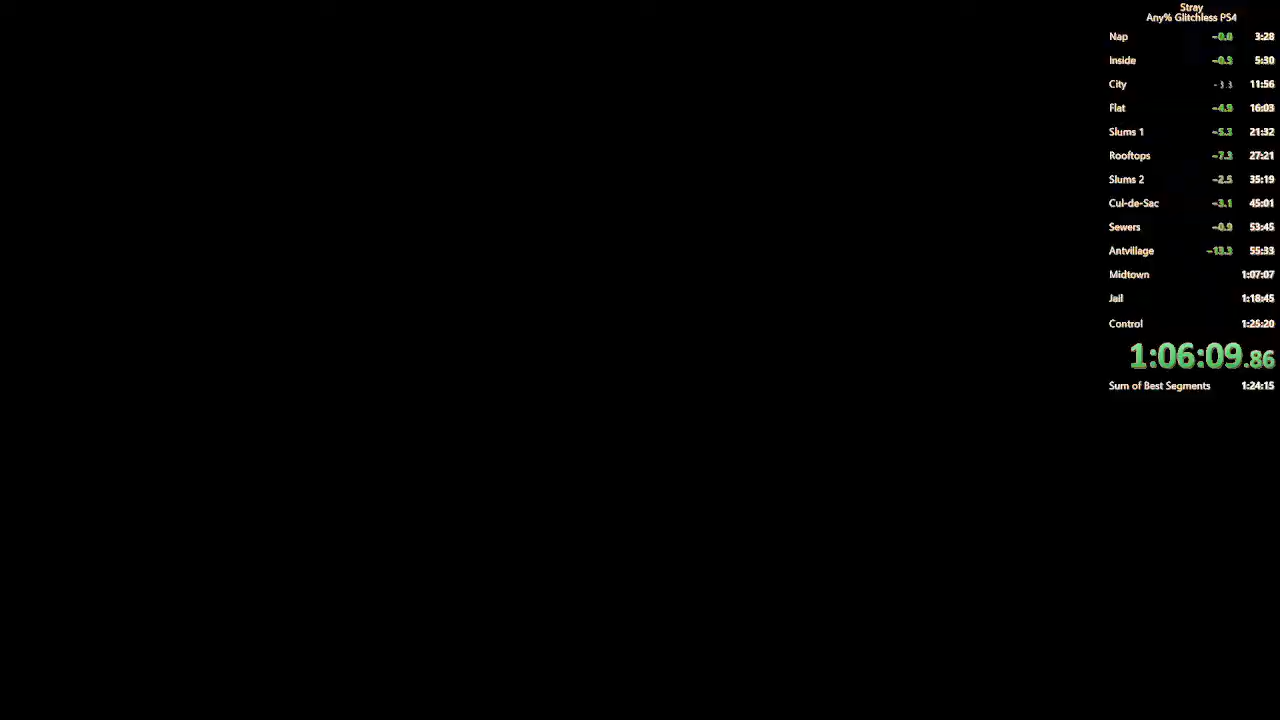 Stray
Any% Glitchless PS4
Nap -0.0 3:28
Inside -0.3 5:30
City -3.3 11:56
Flat -4.9 16:03
Slums 1 -5.3 21:32
Rooftops -7.3 27:21
Slums 2 -2.5 35:19
Cul-de-Sac -3.1 45:01
Sewers -0.9 53:45
Antvillage -13.3 55:33
Midtown 1:07:07
Jail 1:18:45
Control 1:25:20
1:06:09.86
Sum of Best Segments 1:24:15